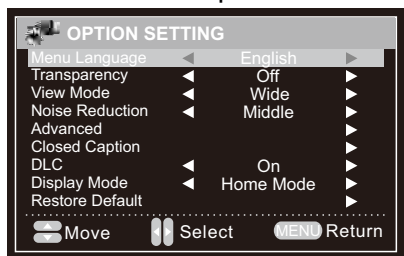 OPTION SETTING
Menu Language English
Transparency Off
View Mode Wide
Noise Reduction Middle
Advanced
Closed Caption
DLC On
Display Mode Home Mode
Restore Default
Move Select MENU Return